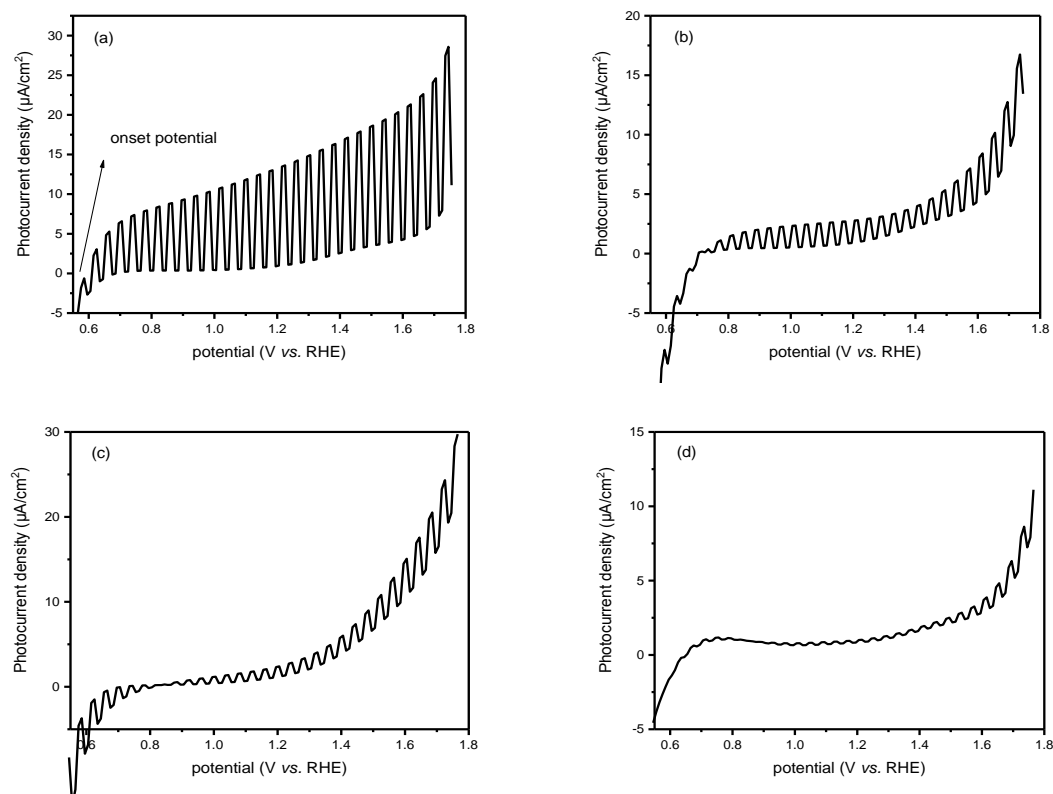 (a)
onset potential
Photocurrent density (µA/cm²)
30
25
20
15
10
5
0
-5
0.6 0.8 1.0 1.2 1.4 1.6 1.8
potential (V vs. RHE)
(b)
Photocurrent density (µA/cm²)
20
15
10
5
0
-5
0.6 0.8 1.0 1.2 1.4 1.6 1.8
potential (V vs. RHE)
(c)
Photocurrent density (µA/cm²)
30
20
10
0
0.6 0.8 1.0 1.2 1.4 1.6 1.8
potential (V vs. RHE)
(d)
Photocurrent density (µA/cm²)
15
10
5
0
-5
0.6 0.8 1.0 1.2 1.4 1.6 1.8
potential (V vs. RHE)